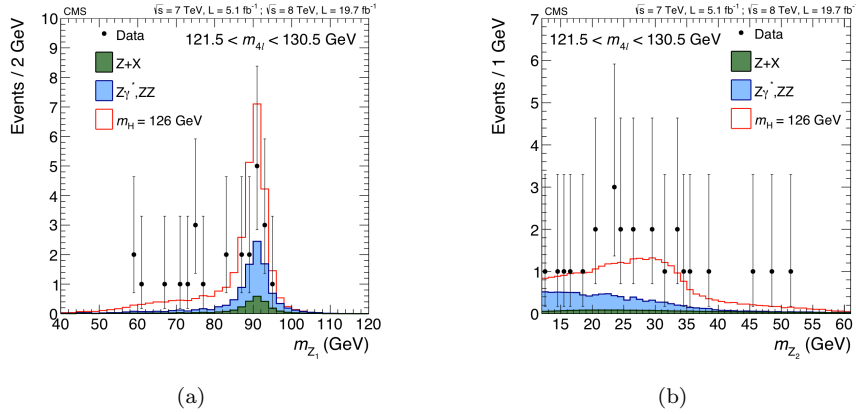 CMS √s = 7 TeV, L = 5.1 fb⁻¹ ; √s = 8 TeV, L = 19.7 fb⁻¹
121.5 < m4l < 130.5 GeV
Data
Z+X
Zγ*,ZZ
mH = 126 GeV
Events / 2 GeV
10
9
8
7
6
5
4
3
2
1
0
40 50 60 70 80 90 100 110 120
mZ1 (GeV)
(a)
CMS √s = 7 TeV, L = 5.1 fb⁻¹ ; √s = 8 TeV, L = 19.7 fb⁻¹
121.5 < m4l < 130.5 GeV
Data
Z+X
Zγ*,ZZ
mH = 126 GeV
Events / 1 GeV
7
6
5
4
3
2
1
0
15 20 25 30 35 40 45 50 55 60
mZ2 (GeV)
(b)